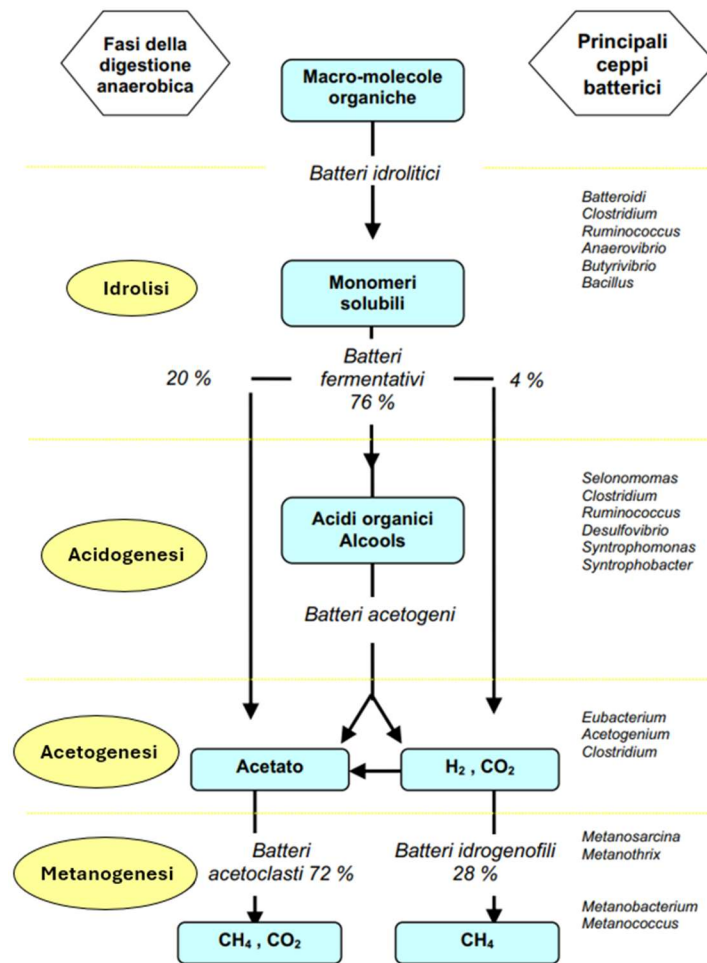 Fasi della
digestione
anaerobica
Macro-molecole
organiche
Principali
ceppi
batterici
Batteri idrolitici
Batteroidi
Clostridium
Ruminococcus
Anaerovibrio
Butyrivibrio
Bacillus
Idrolisi
Monomeri
solubili
20 %
Batteri
fermentativi
76 %
4 %
Selonomomas
Clostridium
Ruminococcus
Desulfovibrio
Syntrophomonas
Syntrophobacter
Acidogenesi
Acidi organici
Alcools
Batteri acetogeni
Eubacterium
Acetogenium
Clostridium
Acetogenesi
Acetato
H₂ , CO₂
Metanogenesi
Batteri
acetoclasti 72 %
Batteri idrogenofili
28 %
Metanosarcina
Metanothrix
Metanobacterium
Metanococus
CH₄ , CO₂
CH₄